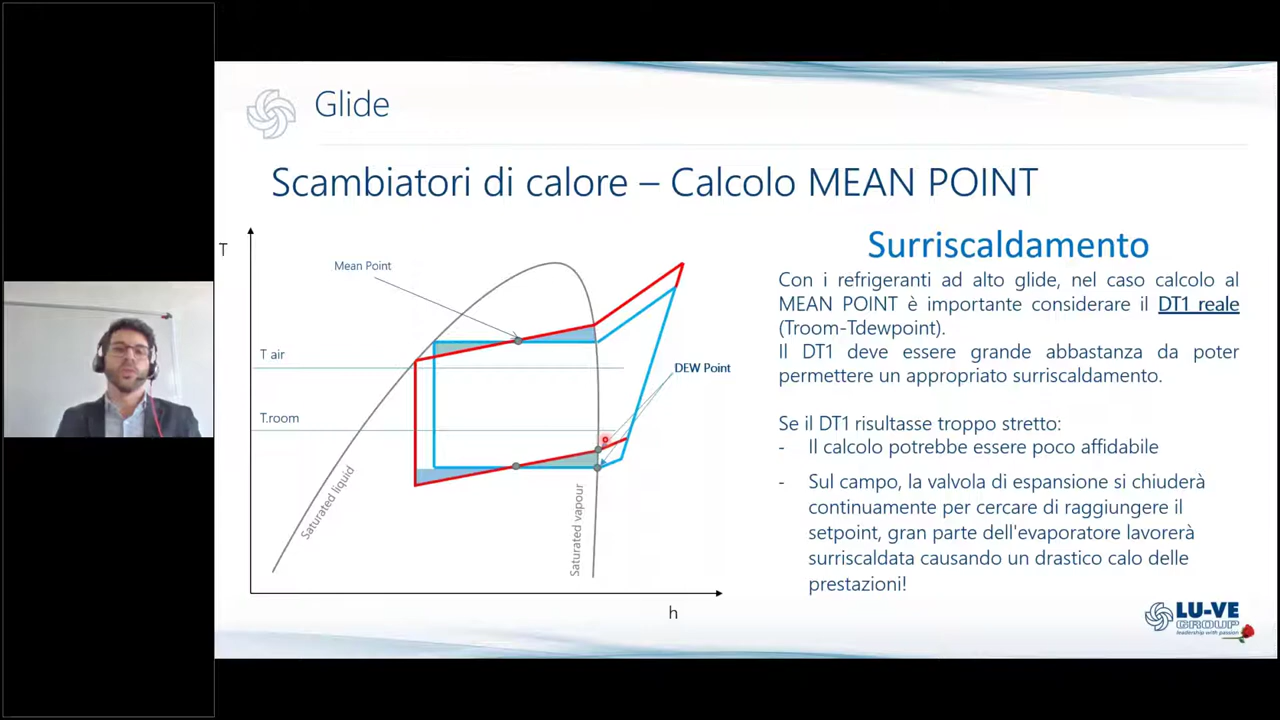 Glide
Scambiatori di calore – Calcolo MEAN POINT
T
Mean Point
T air
T.room
DEW Point
Saturated liquid
Saturated vapour
h
Surriscaldamento
Con i refrigeranti ad alto glide, nel caso calcolo al
MEAN POINT è importante considerare il DT1 reale
(Troom-Tdewpoint).
Il DT1 deve essere grande abbastanza da poter
permettere un appropriato surriscaldamento.
Se il DT1 risultasse troppo stretto:
- Il calcolo potrebbe essere poco affidabile
- Sul campo, la valvola di espansione si chiuderà
continuamente per cercare di raggiungere il
setpoint, gran parte dell'evaporatore lavorerà
surriscaldata causando un drastico calo delle
prestazioni!
LU-VE
GROUP
leadership with passion